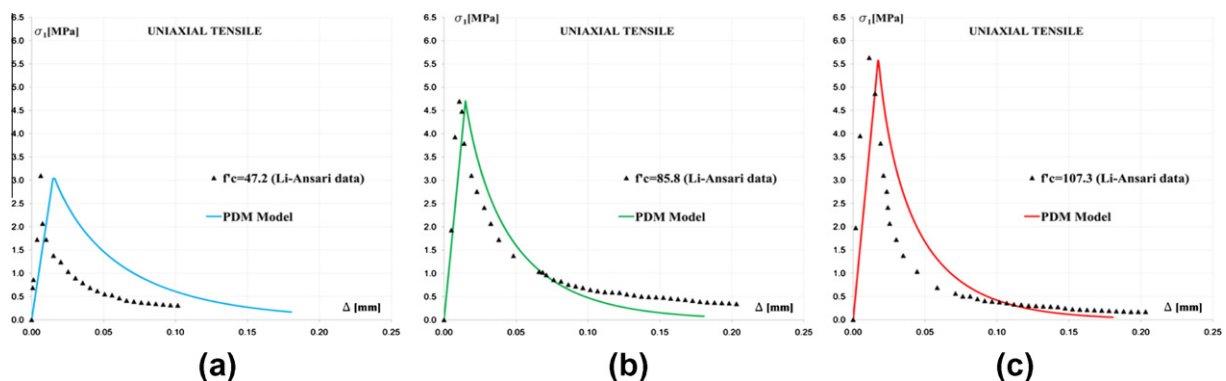 σ₁[MPa]
UNIAXIAL TENSILE
6.5
6.0
5.5
5.0
4.5
4.0
3.5
3.0
2.5
2.0
1.5
1.0
0.5
0.0
f'c=47.2 (Li-Ansari data)
PDM Model
Δ [mm]
0.00 0.05 0.10 0.15 0.20 0.25
(a)
σ₁[MPa]
UNIAXIAL TENSILE
6.5
6.0
5.5
5.0
4.5
4.0
3.5
3.0
2.5
2.0
1.5
1.0
0.5
0.0
f'c=85.8 (Li-Ansari data)
PDM Model
Δ [mm]
0.00 0.05 0.10 0.15 0.20 0.25
(b)
σ₁[MPa]
UNIAXIAL TENSILE
6.5
6.0
5.5
5.0
4.5
4.0
3.5
3.0
2.5
2.0
1.5
1.0
0.5
0.0
f'c=107.3 (Li-Ansari data)
PDM Model
Δ [mm]
0.00 0.05 0.10 0.15 0.20 0.25
(c)